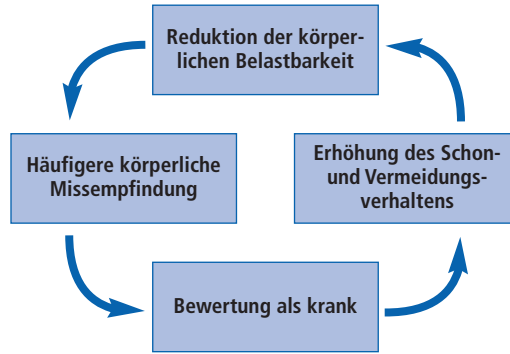 Reduktion der körper-
lichen Belastbarkeit
Häufigere körperliche
Missempfindung
Erhöhung des Schon-
und Vermeidungs-
verhaltens
Bewertung als krank